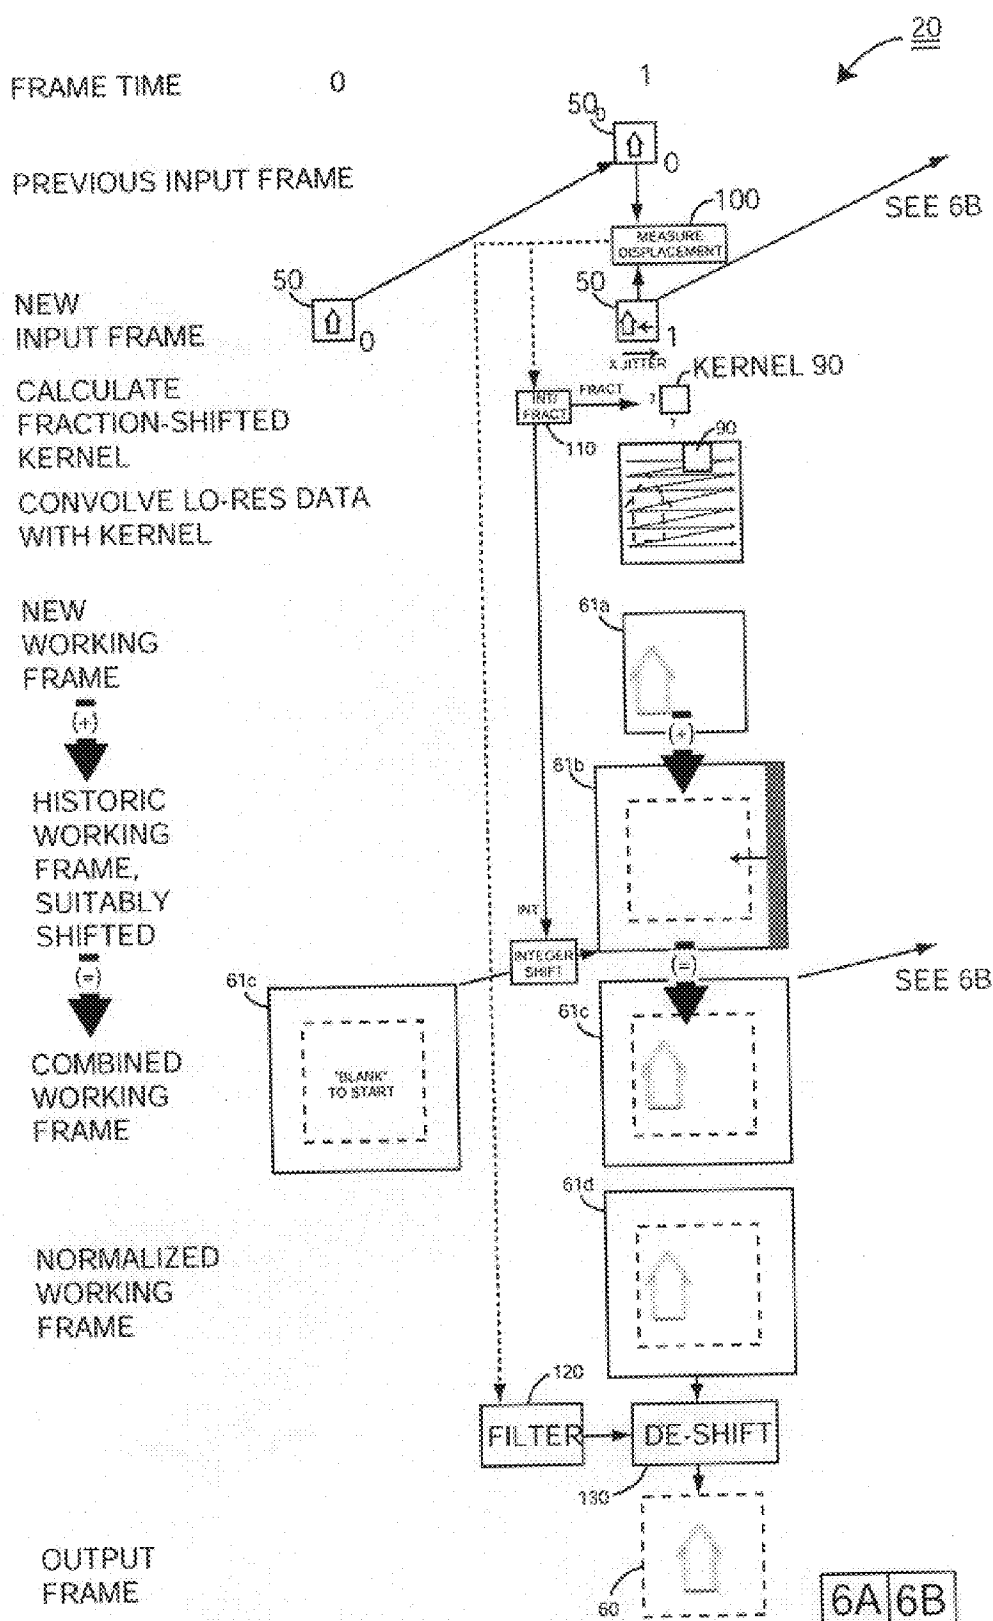 20
FRAME TIME 0 1
50₀
0
PREVIOUS INPUT FRAME
SEE 6B
100
MEASURE
DISPLACEMENT
50
50
NEW
INPUT FRAME
0
1
X JITTER
KERNEL 90
CALCULATE
FRACTION-SHIFTED
KERNEL
INT/
FRACT
FRACT
?
?
110
90
CONVOLVE LO-RES DATA
WITH KERNEL
61a
NEW
WORKING
FRAME
(+)
(+)
61b
HISTORIC
WORKING
FRAME,
SUITABLY
SHIFTED
INT
INTEGER
SHIFT
(=)
(=)
SEE 6B
61c
61c
COMBINED
WORKING
FRAME
"BLANK"
TO START
61d
NORMALIZED
WORKING
FRAME
120
FILTER
DE-SHIFT
130
OUTPUT
FRAME
60
6A 6B